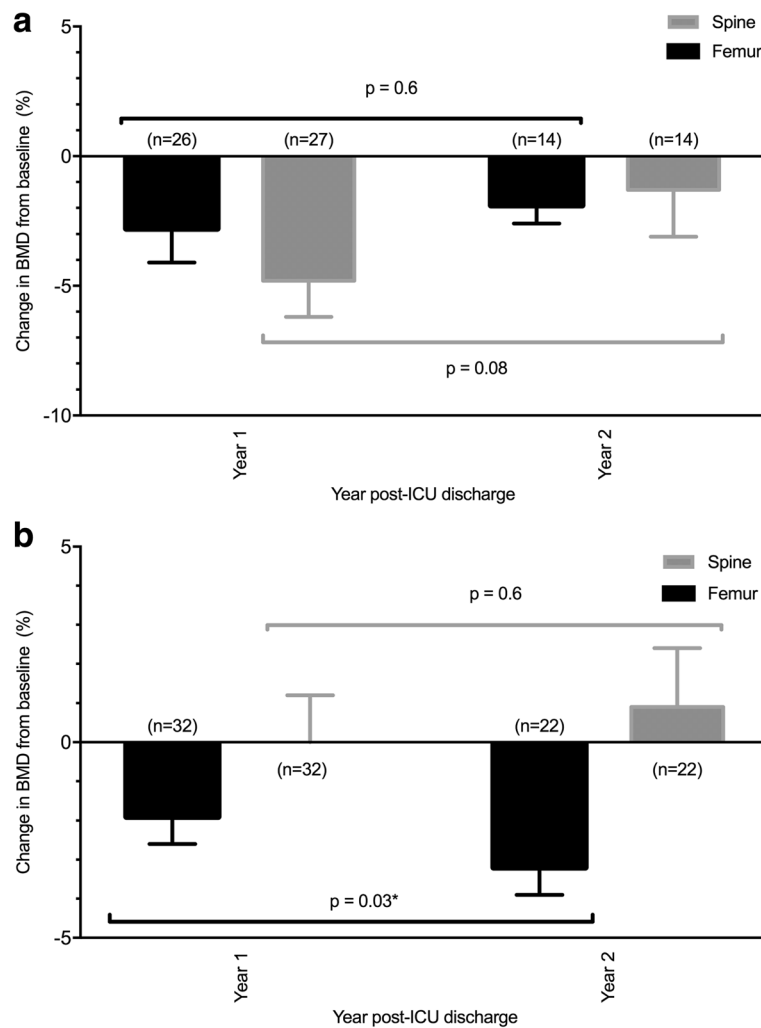 a
5
Spine
Femur
p = 0.6
(n=26) (n=27) (n=14) (n=14)
0
Change in BMD from baseline (%)
-5
p = 0.08
-10
Year 1
Year 2
Year post-ICU discharge
b
5
Spine
Femur
p = 0.6
(n=32) (n=22)
0
(n=32) (n=22)
Change in BMD from baseline (%)
p = 0.03*
-5
Year 1
Year 2
Year post-ICU discharge